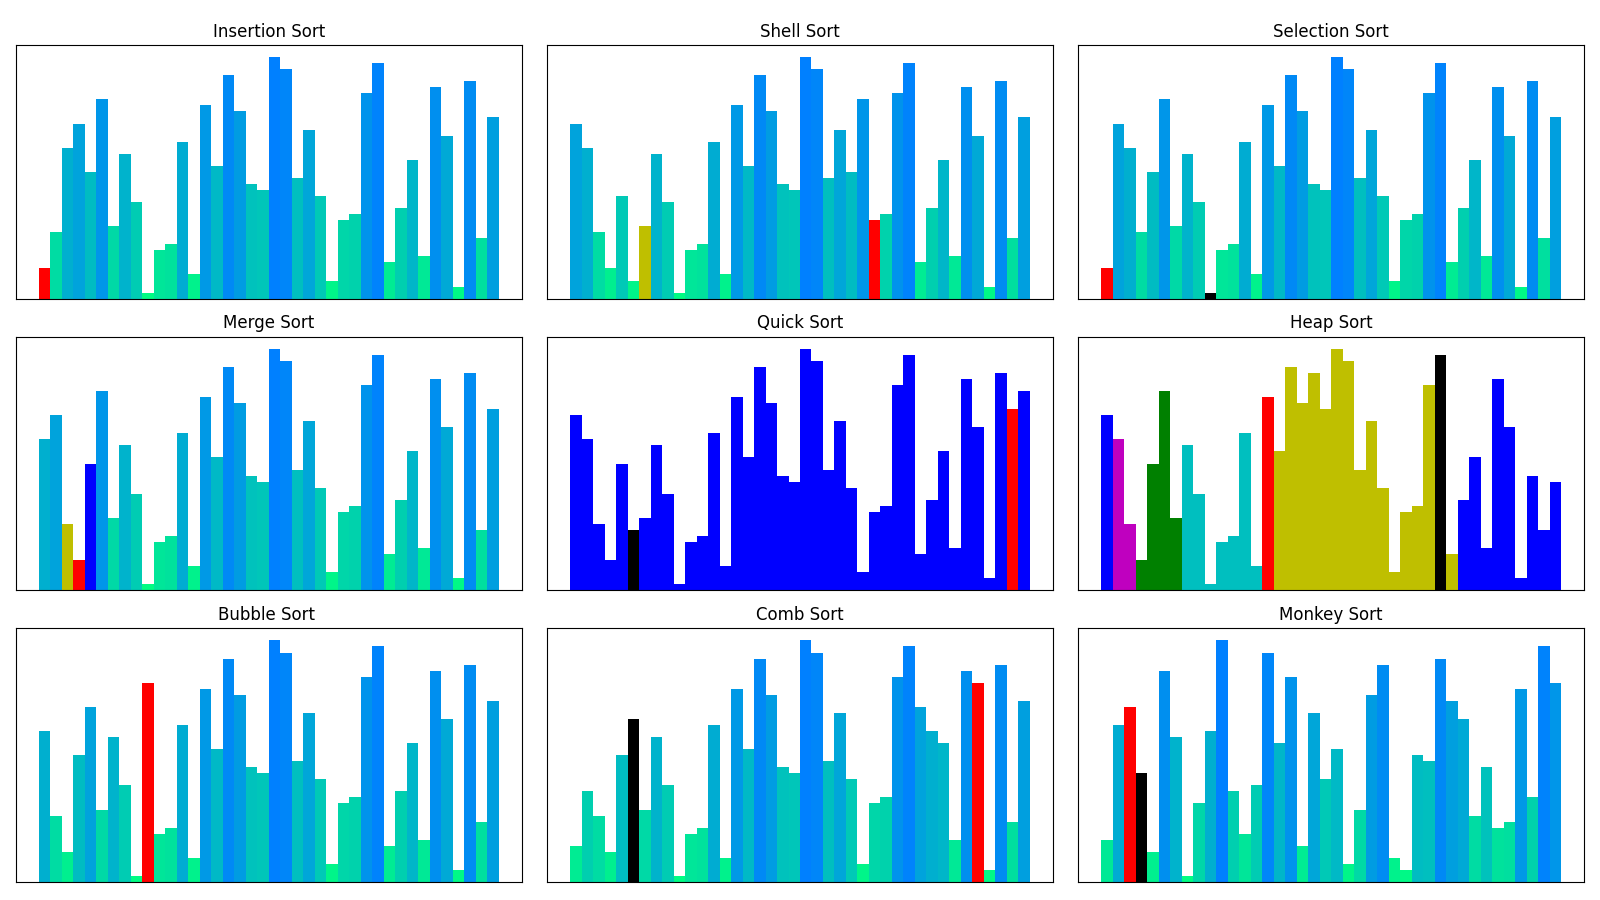 Insertion Sort
Shell Sort
Selection Sort
Merge Sort
Quick Sort
Heap Sort
Bubble Sort
Comb Sort
Monkey Sort